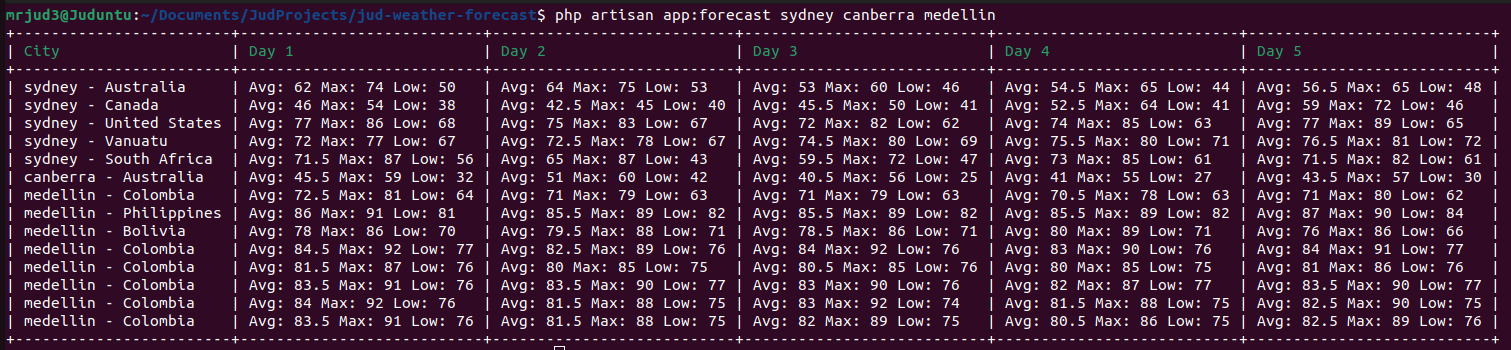 mrjud3@Juduntu:~/Documents/JudProjects/jud-weather-forecast$ php artisan app:forecast sydney canberra medellin
+------------------------+--------------------------+--------------------------+--------------------------+--------------------------+--------------------------+
| City | Day 1 | Day 2 | Day 3 | Day 4 | Day 5 |
+------------------------+--------------------------+--------------------------+--------------------------+--------------------------+--------------------------+
| sydney - Australia | Avg: 62 Max: 74 Low: 50 | Avg: 64 Max: 75 Low: 53 | Avg: 53 Max: 60 Low: 46 | Avg: 54.5 Max: 65 Low: 44 | Avg: 56.5 Max: 65 Low: 48 |
| sydney - Canada | Avg: 46 Max: 54 Low: 38 | Avg: 42.5 Max: 45 Low: 40 | Avg: 45.5 Max: 50 Low: 41 | Avg: 52.5 Max: 64 Low: 41 | Avg: 59 Max: 72 Low: 46 |
| sydney - United States | Avg: 77 Max: 86 Low: 68 | Avg: 75 Max: 83 Low: 67 | Avg: 72 Max: 82 Low: 62 | Avg: 74 Max: 85 Low: 63 | Avg: 77 Max: 89 Low: 65 |
| sydney - Vanuatu | Avg: 72 Max: 77 Low: 67 | Avg: 72.5 Max: 78 Low: 67 | Avg: 74.5 Max: 80 Low: 69 | Avg: 75.5 Max: 80 Low: 71 | Avg: 76.5 Max: 81 Low: 72 |
| sydney - South Africa | Avg: 71.5 Max: 87 Low: 56 | Avg: 65 Max: 87 Low: 43 | Avg: 59.5 Max: 72 Low: 47 | Avg: 73 Max: 85 Low: 61 | Avg: 71.5 Max: 82 Low: 61 |
| canberra - Australia | Avg: 45.5 Max: 59 Low: 32 | Avg: 51 Max: 60 Low: 42 | Avg: 40.5 Max: 56 Low: 25 | Avg: 41 Max: 55 Low: 27 | Avg: 43.5 Max: 57 Low: 30 |
| medellin - Colombia | Avg: 72.5 Max: 81 Low: 64 | Avg: 71 Max: 79 Low: 63 | Avg: 71 Max: 79 Low: 63 | Avg: 70.5 Max: 78 Low: 63 | Avg: 71 Max: 80 Low: 62 |
| medellin - Philippines | Avg: 86 Max: 91 Low: 81 | Avg: 85.5 Max: 89 Low: 82 | Avg: 85.5 Max: 89 Low: 82 | Avg: 85.5 Max: 89 Low: 82 | Avg: 87 Max: 90 Low: 84 |
| medellin - Bolivia | Avg: 78 Max: 86 Low: 70 | Avg: 79.5 Max: 88 Low: 71 | Avg: 78.5 Max: 86 Low: 71 | Avg: 80 Max: 89 Low: 71 | Avg: 76 Max: 86 Low: 66 |
| medellin - Colombia | Avg: 84.5 Max: 92 Low: 77 | Avg: 82.5 Max: 89 Low: 76 | Avg: 84 Max: 92 Low: 76 | Avg: 83 Max: 90 Low: 76 | Avg: 84 Max: 91 Low: 77 |
| medellin - Colombia | Avg: 81.5 Max: 87 Low: 76 | Avg: 80 Max: 85 Low: 75 | Avg: 80.5 Max: 85 Low: 76 | Avg: 80 Max: 85 Low: 75 | Avg: 81 Max: 86 Low: 76 |
| medellin - Colombia | Avg: 83.5 Max: 91 Low: 76 | Avg: 83.5 Max: 90 Low: 77 | Avg: 83 Max: 90 Low: 76 | Avg: 82 Max: 87 Low: 77 | Avg: 83.5 Max: 90 Low: 77 |
| medellin - Colombia | Avg: 84 Max: 92 Low: 76 | Avg: 81.5 Max: 88 Low: 75 | Avg: 83 Max: 92 Low: 74 | Avg: 81.5 Max: 88 Low: 75 | Avg: 82.5 Max: 90 Low: 75 |
| medellin - Colombia | Avg: 83.5 Max: 91 Low: 76 | Avg: 81.5 Max: 88 Low: 75 | Avg: 82 Max: 89 Low: 75 | Avg: 80.5 Max: 86 Low: 75 | Avg: 82.5 Max: 89 Low: 76 |
+------------------------+--------------------------+--------------------------+--------------------------+--------------------------+--------------------------+